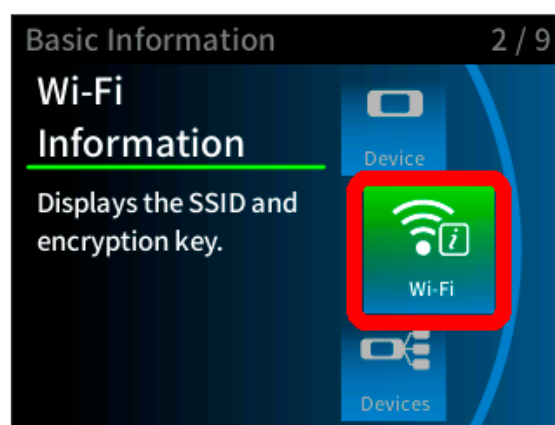 Basic Information 2 / 9
Wi-Fi
Information
Displays the SSID and
encryption key.
Device
Wi-Fi
Devices